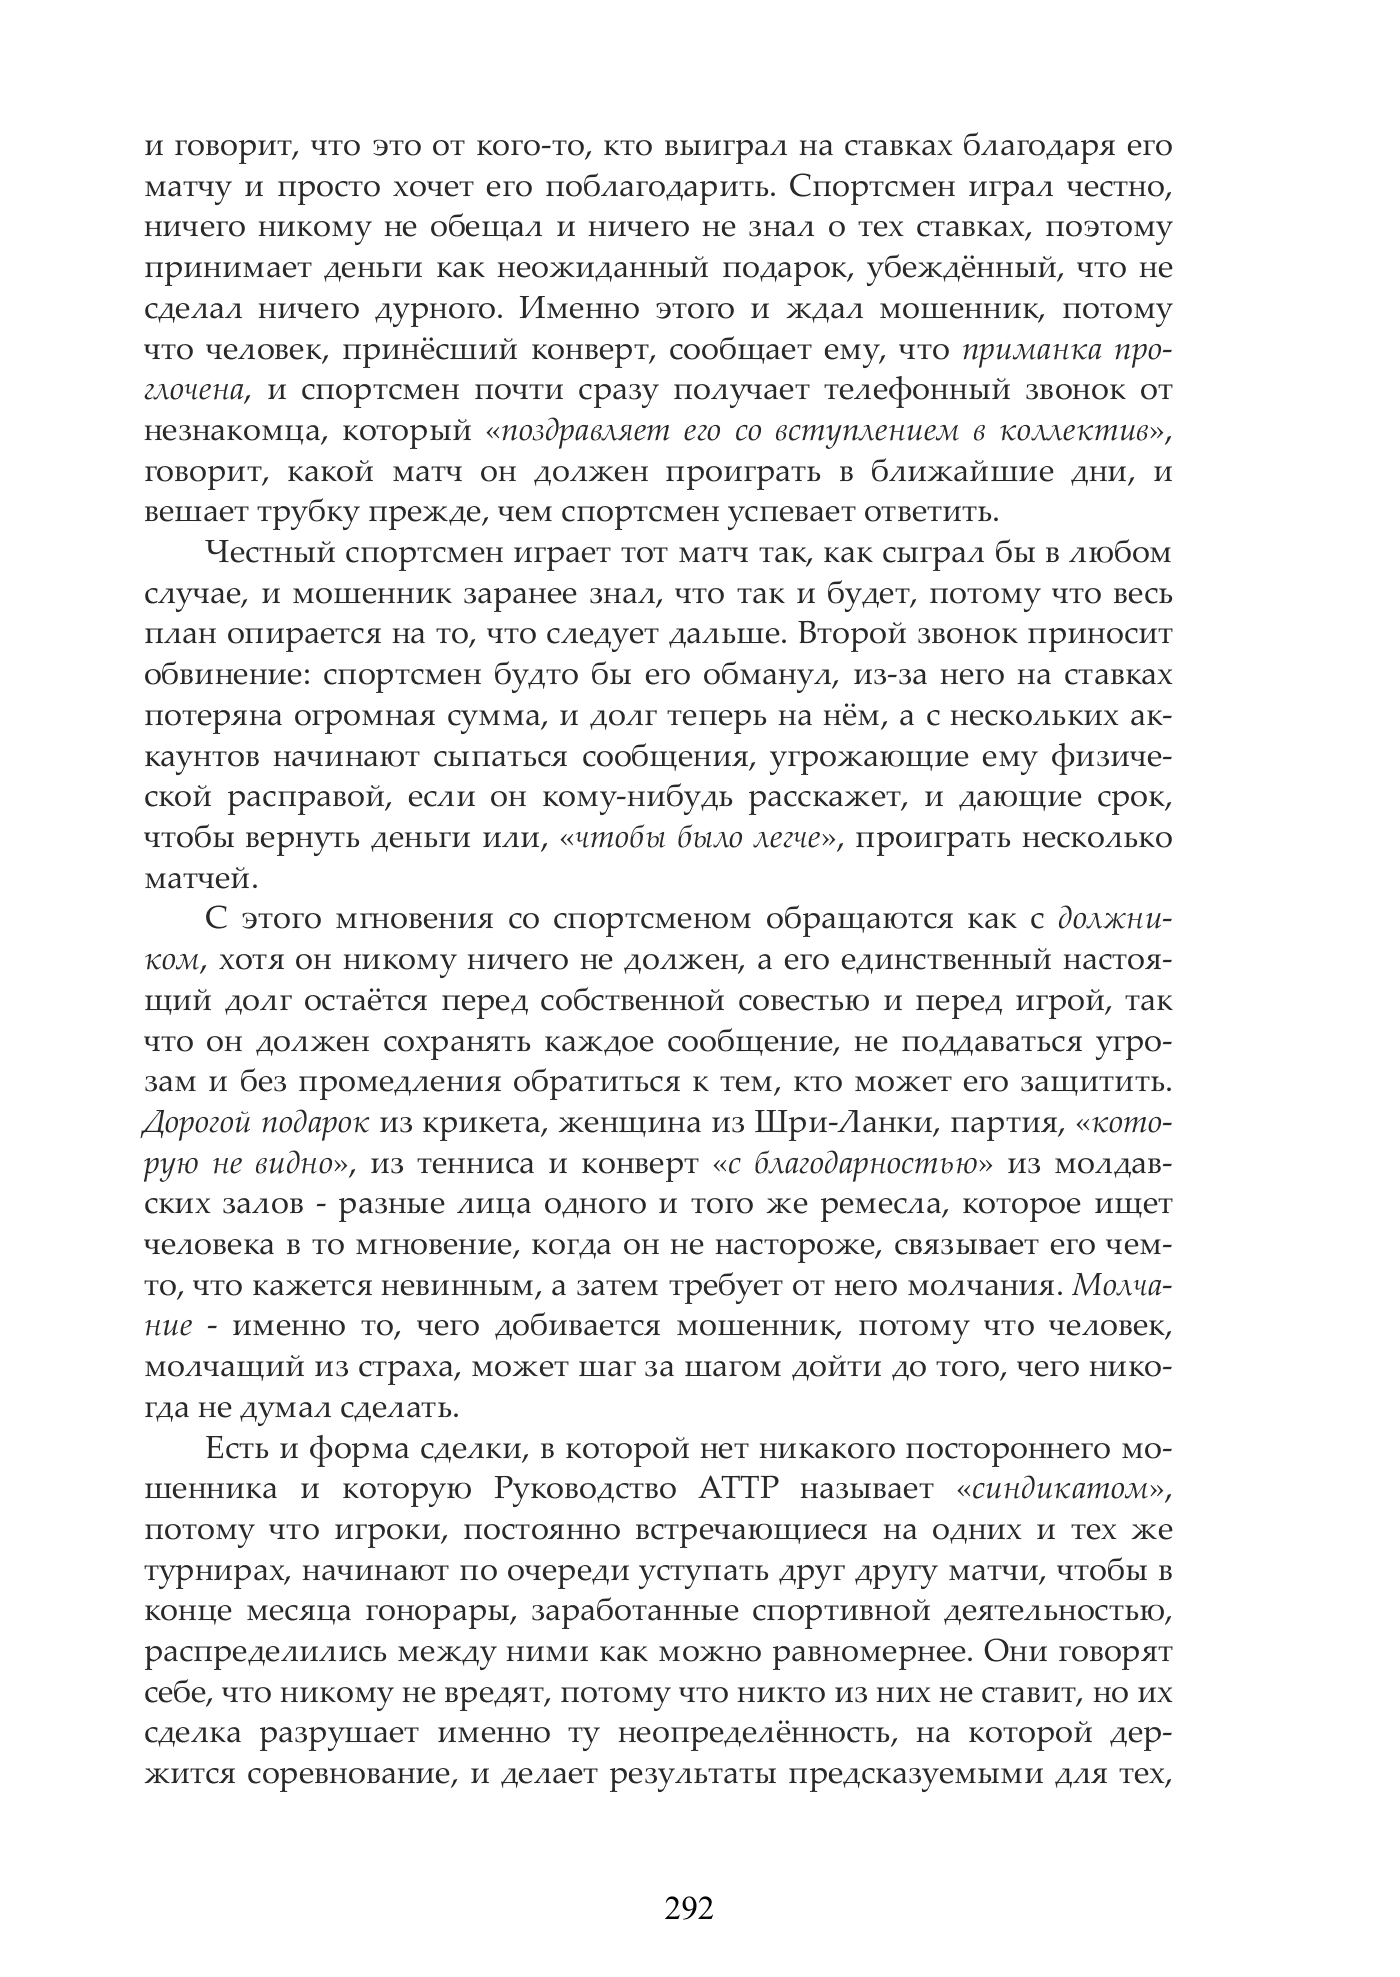 и говорит, что это от кого-то, кто выиграл на ставках благодаря его
матчу и просто хочет его поблагодарить. Спортсмен играл честно,
ничего никому не обещал и ничего не знал о тех ставках, поэтому
принимает деньги как неожиданный подарок, убеждённый, что не
сделал ничего дурного. Именно этого и ждал мошенник, потому
что человек, принёсший конверт, сообщает ему, что приманка про-
глочена, и спортсмен почти сразу получает телефонный звонок от
незнакомца, который «поздравляет его со вступлением в коллектив»,
говорит, какой матч он должен проиграть в ближайшие дни, и
вешает трубку прежде, чем спортсмен успевает ответить.
Честный спортсмен играет тот матч так, как сыграл бы в любом
случае, и мошенник заранее знал, что так и будет, потому что весь
план опирается на то, что следует дальше. Второй звонок приносит
обвинение: спортсмен будто бы его обманул, из-за него на ставках
потеряна огромная сумма, и долг теперь на нём, а с нескольких ак-
каунтов начинают сыпаться сообщения, угрожающие ему физиче-
ской расправой, если он кому-нибудь расскажет, и дающие срок,
чтобы вернуть деньги или, «чтобы было легче», проиграть несколько
матчей.
С этого мгновения со спортсменом обращаются как с должни-
ком, хотя он никому ничего не должен, а его единственный настоя-
щий долг остаётся перед собственной совестью и перед игрой, так
что он должен сохранять каждое сообщение, не поддаваться угро-
зам и без промедления обратиться к тем, кто может его защитить.
Дорогой подарок из крикета, женщина из Шри-Ланки, партия, «кото-
рую не видно», из тенниса и конверт «с благодарностью» из молдав-
ских залов - разные лица одного и того же ремесла, которое ищет
человека в то мгновение, когда он не настороже, связывает его чем-
то, что кажется невинным, а затем требует от него молчания. Молча-
ние - именно то, чего добивается мошенник, потому что человек,
молчащий из страха, может шаг за шагом дойти до того, чего нико-
гда не думал сделать.
Есть и форма сделки, в которой нет никакого постороннего мо-
шенника и которую Руководство АТТР называет «синдикатом»,
потому что игроки, постоянно встречающиеся на одних и тех же
турнирах, начинают по очереди уступать друг другу матчи, чтобы в
конце месяца гонорары, заработанные спортивной деятельностью,
распределились между ними как можно равномернее. Они говорят
себе, что никому не вредят, потому что никто из них не ставит, но их
сделка разрушает именно ту неопределённость, на которой дер-
жится соревнование, и делает результаты предсказуемыми для тех,
292